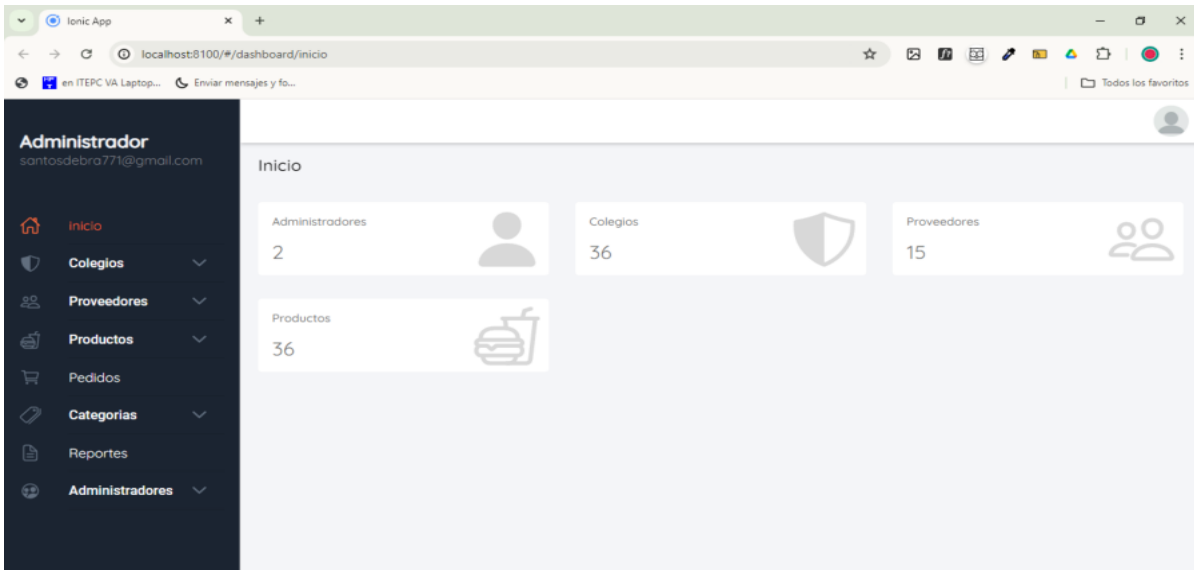 Ionic App
localhost:8100/#/dashboard/inicio
en ITEPC VA Laptop... Enviar mensajes y fo... Todos los favoritos
Administrador
santosdebra771@gmail.com
Inicio
Inicio
Colegios
Proveedores
Productos
Pedidos
Categorias
Reportes
Administradores
Administradores
2
Colegios
36
Proveedores
15
Productos
36